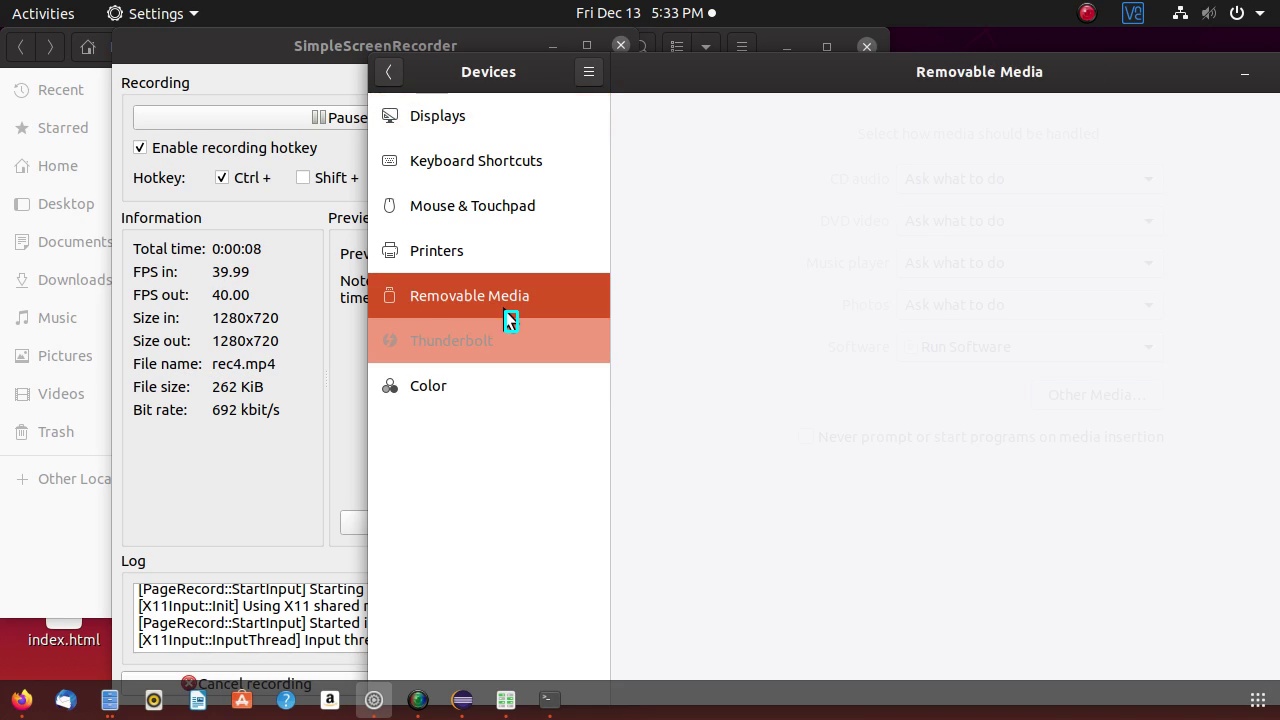 Activities
Settings
Fri Dec 13 5:33 PM
SimpleScreenRecorder
Devices
Removable Media
Recent
Starred
Home
Desktop
Documents
Downloads
Music
Pictures
Videos
Trash
Other Loca
Recording
Pause
Enable recording hotkey
Hotkey: Ctrl + Shift +
Information
Total time: 0:00:08
FPS in: 39.99
FPS out: 40.00
Size in: 1280x720
Size out: 1280x720
File name: rec4.mp4
File size: 262 KiB
Bit rate: 692 kbit/s
Previe
Prev
Note
time
Log
[PageRecord::StartInput] Starting
[X11Input::Init] Using X11 shared
[PageRecord::StartInput] Started i
[X11Input::InputThread] Input thre
Cancel recording
Displays
Keyboard Shortcuts
Mouse & Touchpad
Printers
Removable Media
Thunderbolt
Color
Select how media should be handled
CD audio Ask what to do
DVD video Ask what to do
Music player Ask what to do
Photos Ask what to do
Software Run Software
Other Media…
Never prompt or start programs on media insertion
index.html